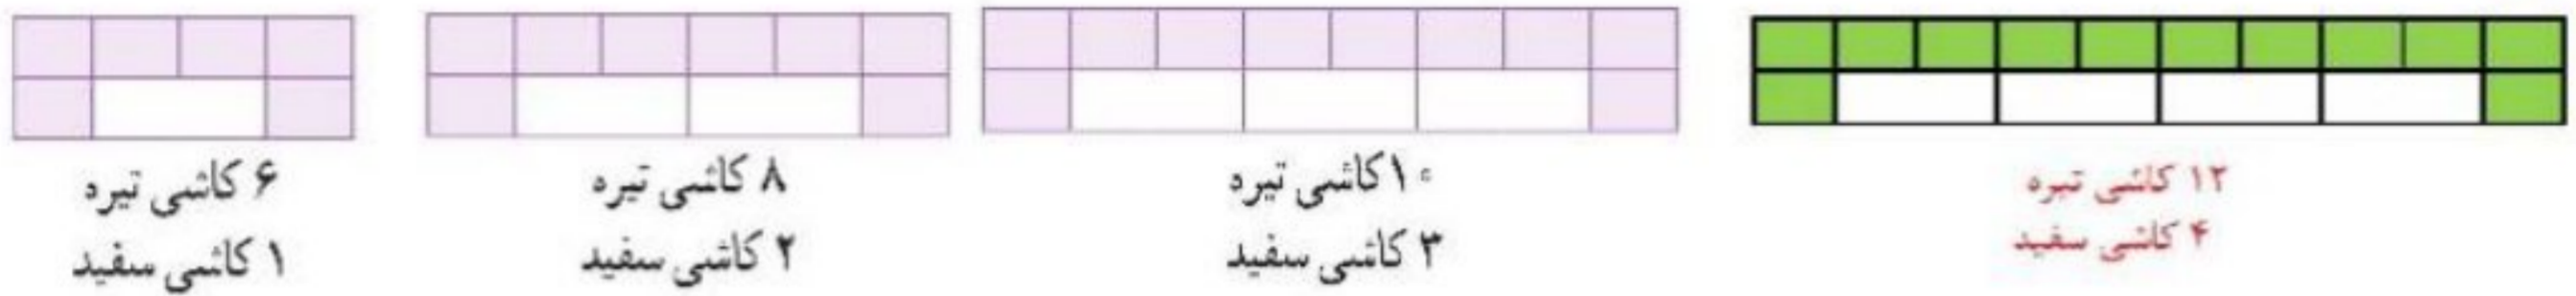 ۶ کاشی تیره
۱ کاشی سفید
۸ کاشی تیره
۲ کاشی سفید
۱۰ کاشی تیره
۳ کاشی سفید
۱۲ کاشی تیره
۴ کاشی سفید